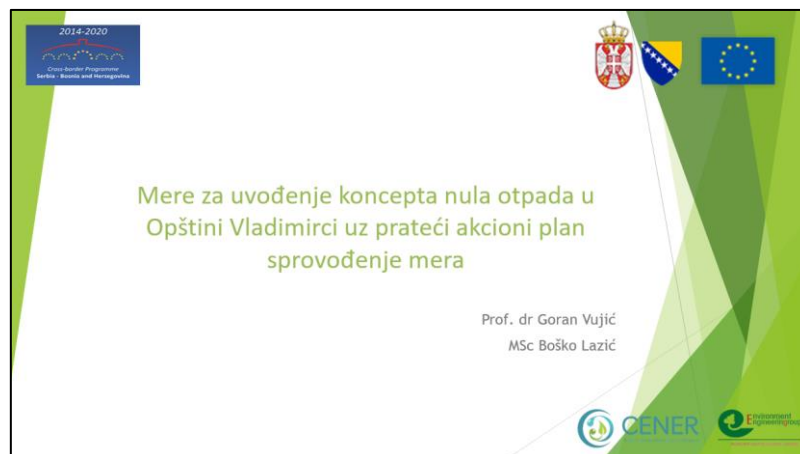 2014-2020
Cross-border Programme
Serbia - Bosnia and Herzegovina
Mere za uvođenje koncepta nula otpada u
Opštini Vladimirci uz prateći akcioni plan
sprovođenje mera
Prof. dr Goran Vujić
MSc Boško Lazić
CENER
Environment
Engineering